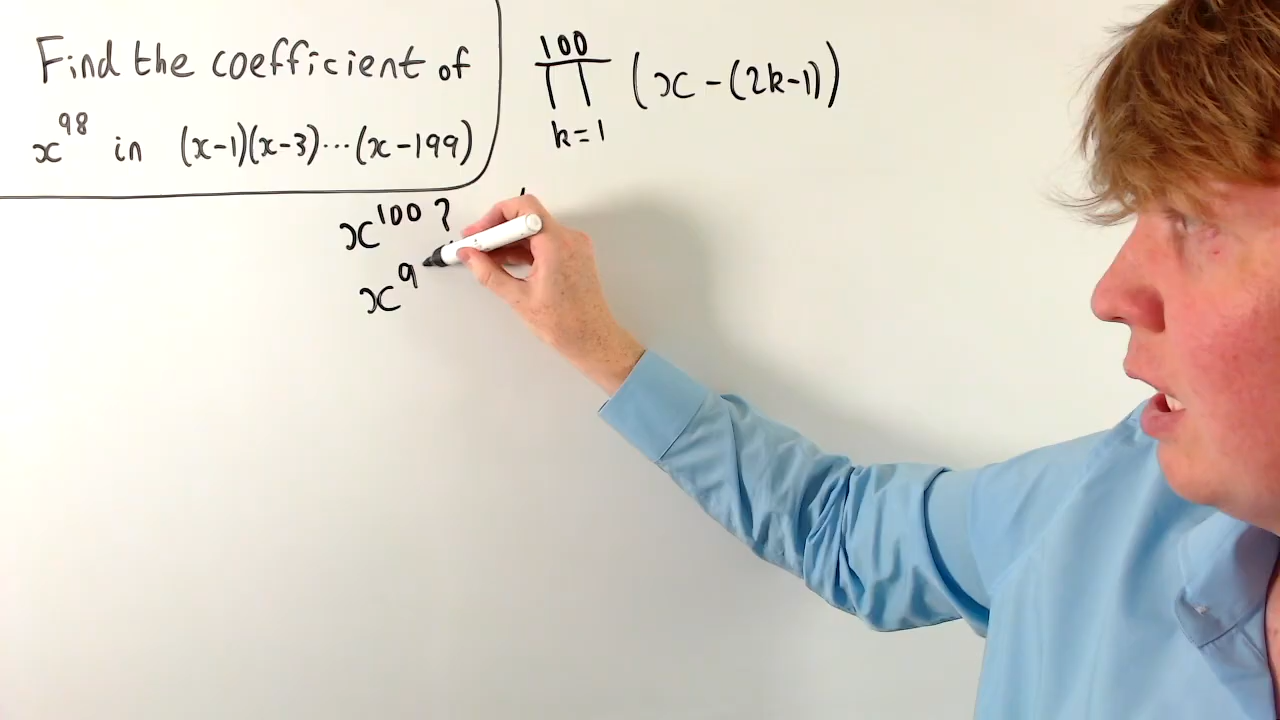 Find the coefficient of
x^98 in (x-1)(x-3)...(x-199)
100
∏ (x-(2k-1))
k=1
x^100 ?
x^9